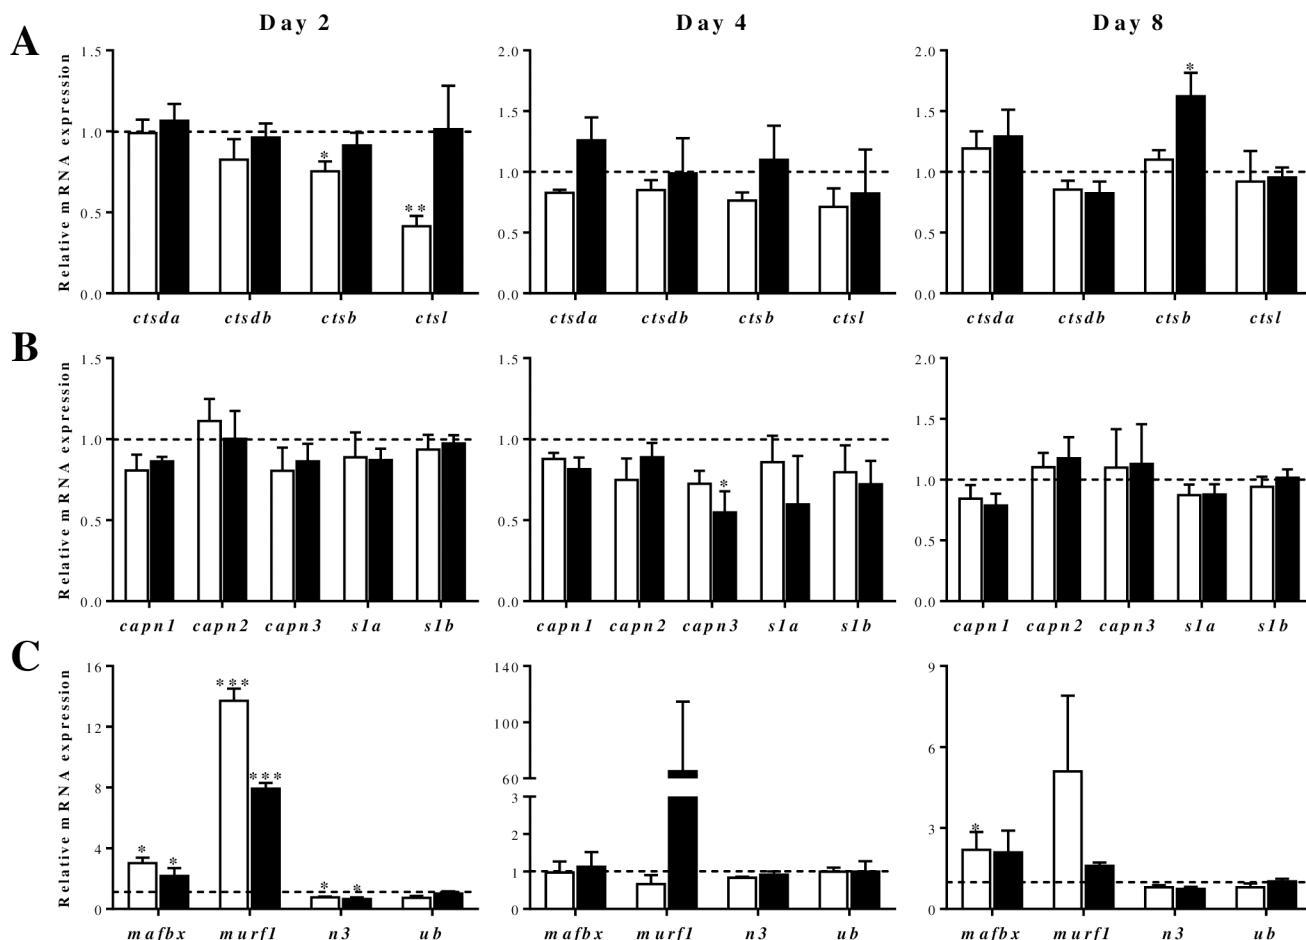 Day 2 Day 4 Day 8
A
Relative mRNA expression
1.5 1.0 0.5 0.0
* **
ctsda ctsdb ctsb ctsl
2.0 1.5 1.0 0.5 0.0
ctsda ctsdb ctsb ctsl
2.0 1.5 1.0 0.5 0.0
*
ctsda ctsdb ctsb ctsl
B
Relative mRNA expression
1.5 1.0 0.5 0.0
capn1 capn2 capn3 s1a s1b
1.5 1.0 0.5 0.0
*
capn1 capn2 capn3 s1a s1b
2.0 1.5 1.0 0.5 0.0
capn1 capn2 capn3 s1a s1b
C
Relative mRNA expression
16 12 8 4 0
* * *** *** * *
mafbx murf1 n3 ub
140 100 60 3 2 1 0
mafbx murf1 n3 ub
9 6 3 0
*
mafbx murf1 n3 ub